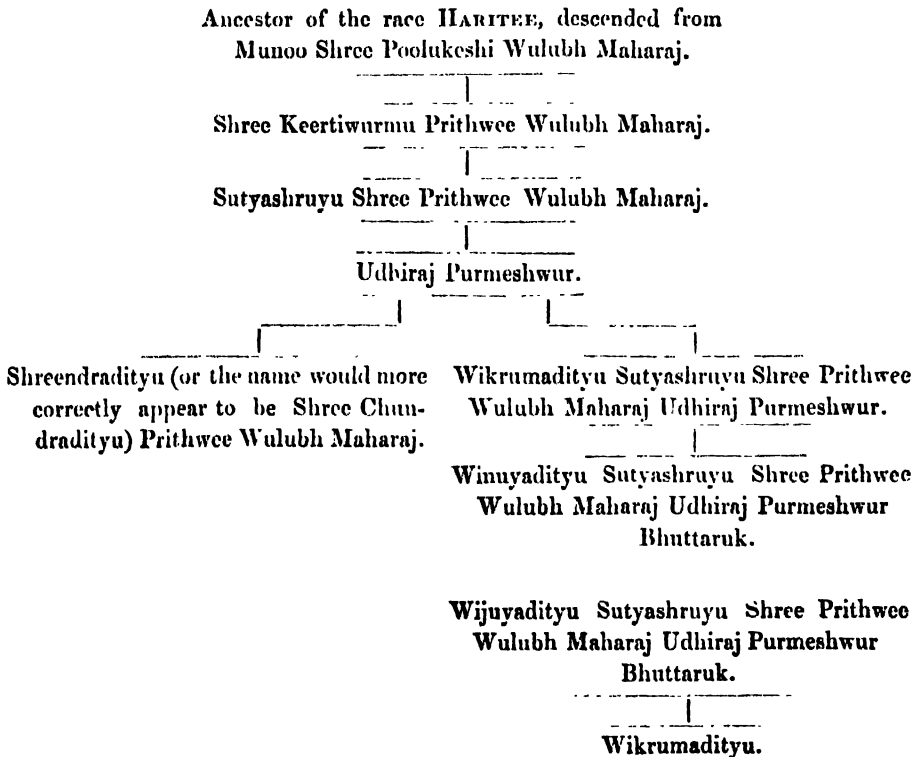 Ancestor of the race HARITEE, descended from
Munoo Shree Poolukeshi Wulubh Maharaj.
Shree Keertiwurmu Prithwee Wulubh Maharaj.
Sutyashruyu Shree Prithwee Wulubh Maharaj.
Udhiraj Purmeshwur.
Shreendradityu (or the name would more
correctly appear to be Shree Chun-
dradityu) Prithwee Wulubh Maharaj.
Wikrumadityu Sutyashruyu Shree Prithwee
Wulubh Maharaj Udhiraj Purmeshwur.
Winuyadityu Sutyashruyu Shree Prithwee
Wulubh Maharaj Udhiraj Purmeshwur
Bhuttaruk.
Wijuyadityu Sutyashruyu Shree Prithwee
Wulubh Maharaj Udhiraj Purmeshwur
Bhuttaruk.
Wikrumadityu.